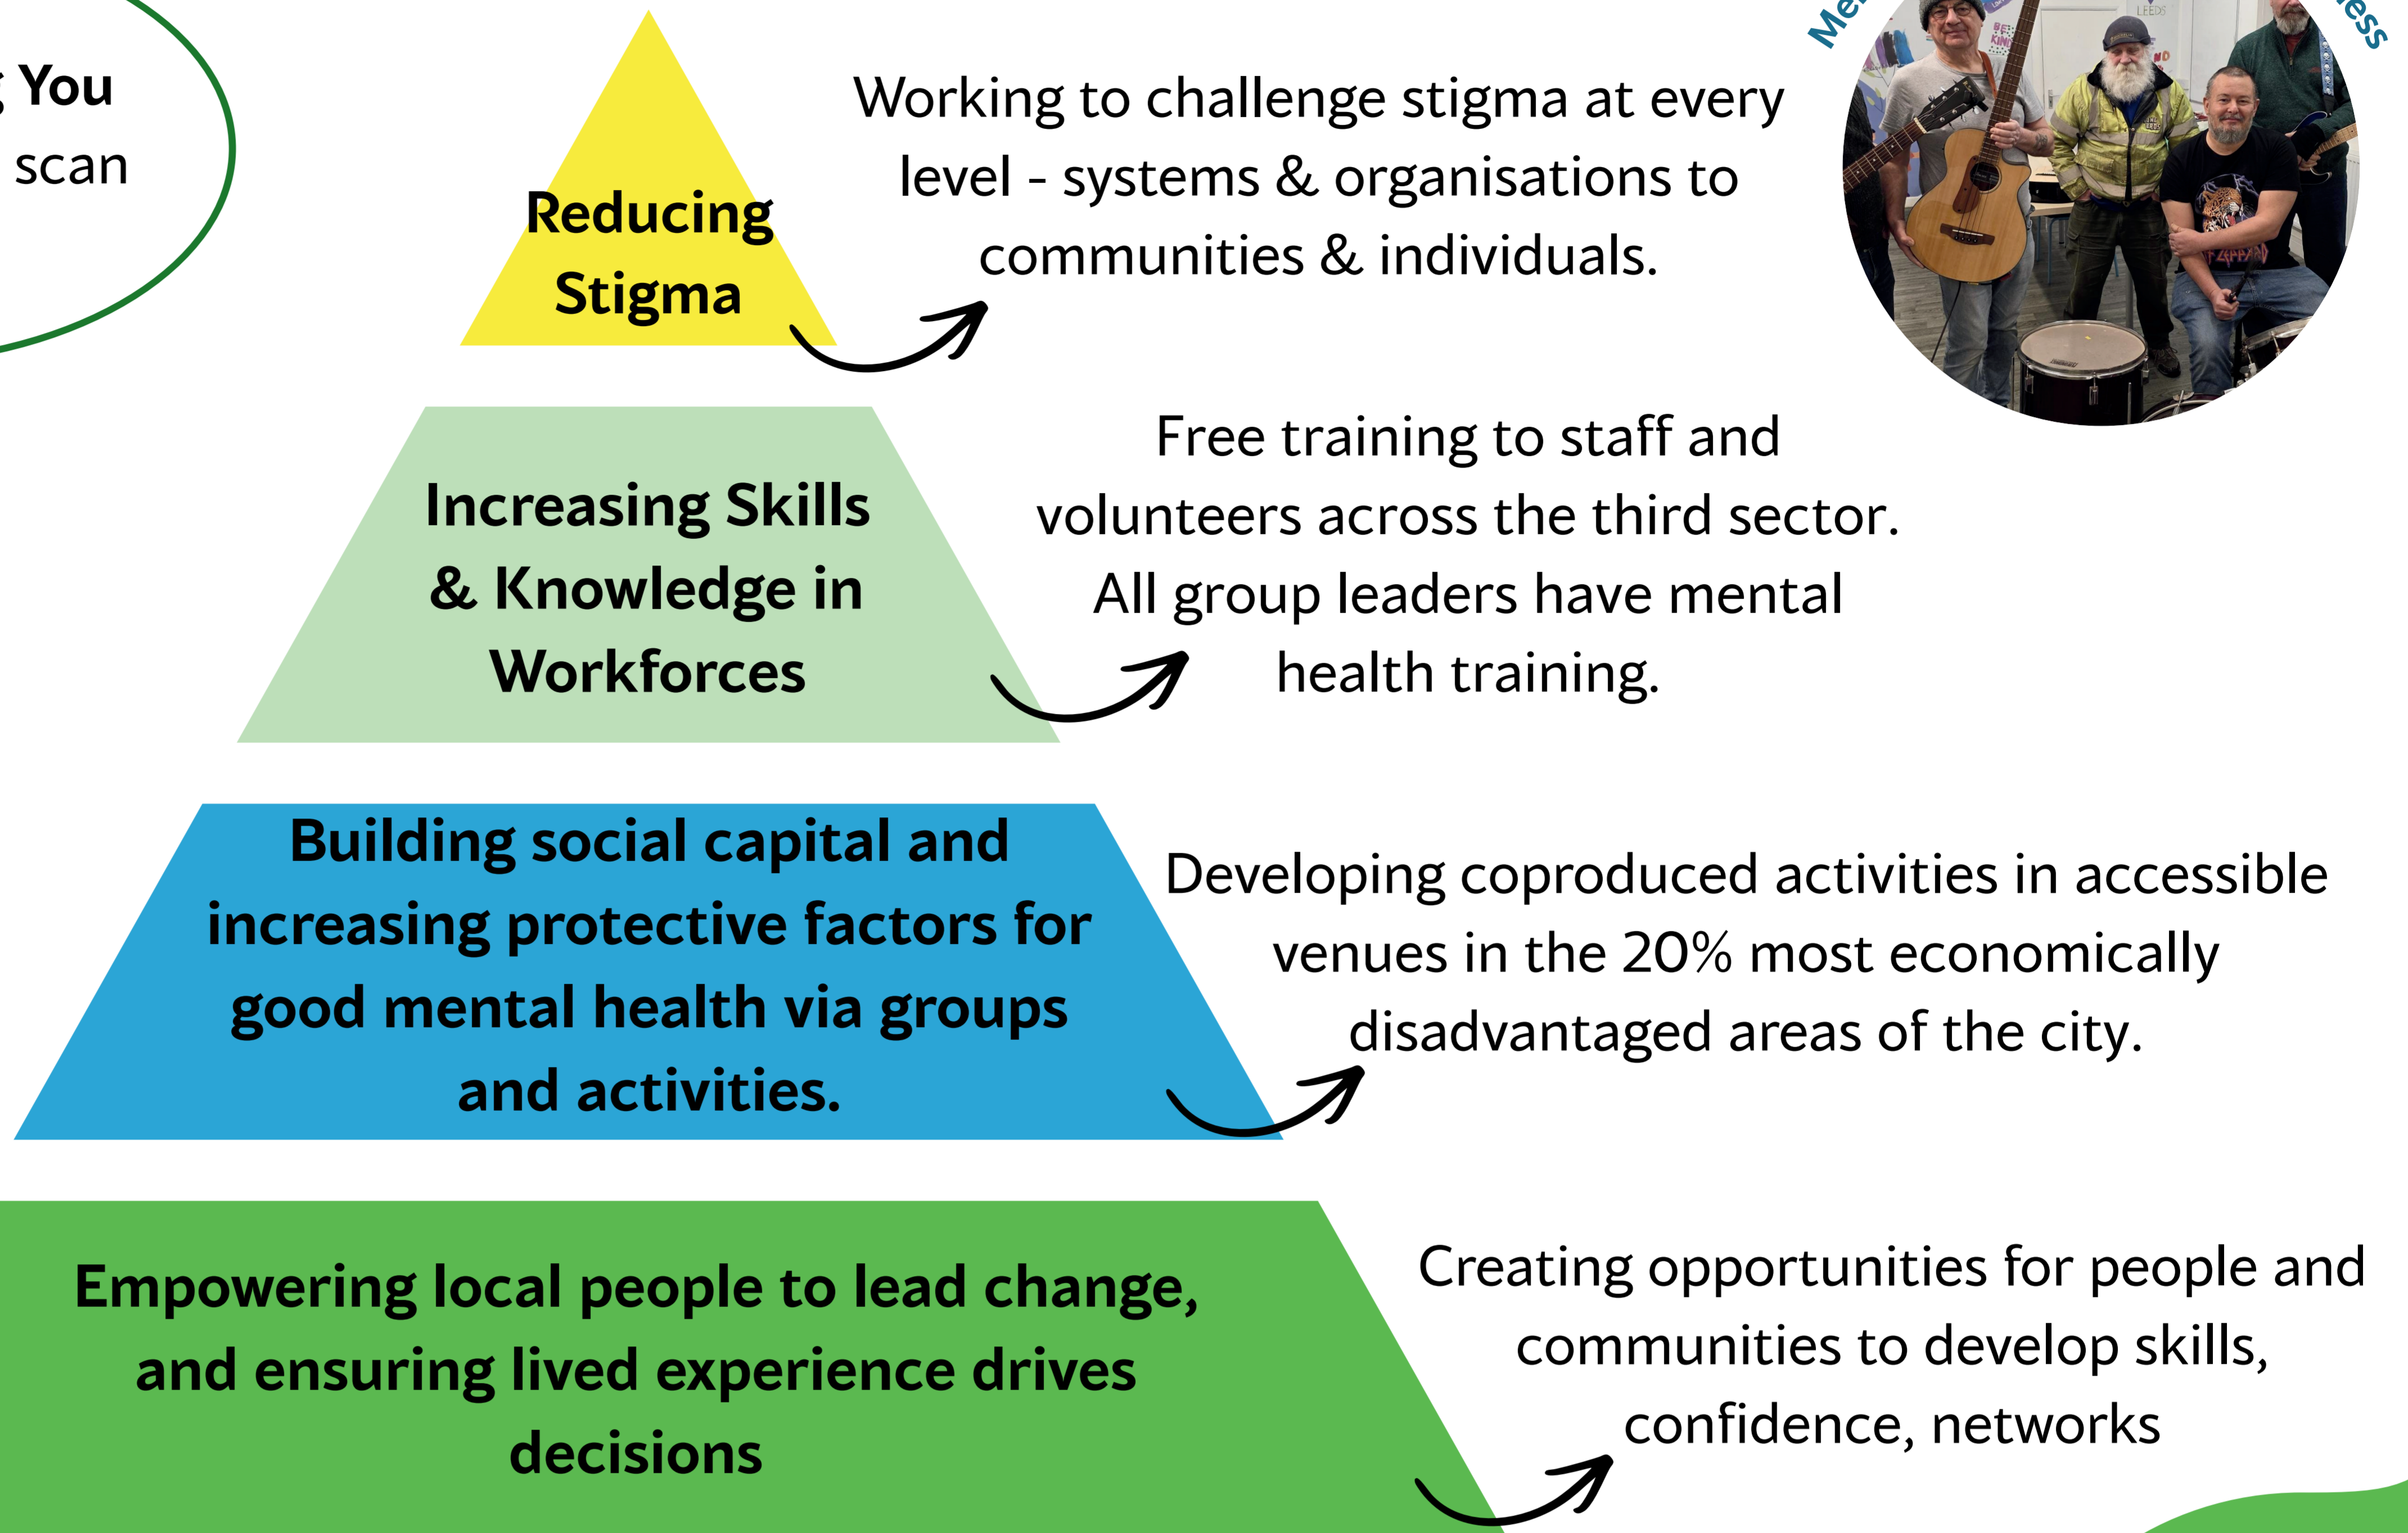 You
scan
Reducing
Stigma
Working to challenge stigma at every
level - systems & organisations to
communities & individuals.
LEEDS
Increasing Skills
& Knowledge in
Workforces
Free training to staff and
volunteers across the third sector.
All group leaders have mental
health training.
Building social capital and
increasing protective factors for
good mental health via groups
and activities.
Developing coproduced activities in accessible
venues in the 20% most economically
disadvantaged areas of the city.
Empowering local people to lead change,
and ensuring lived experience drives
decisions
Creating opportunities for people and
communities to develop skills,
confidence, networks